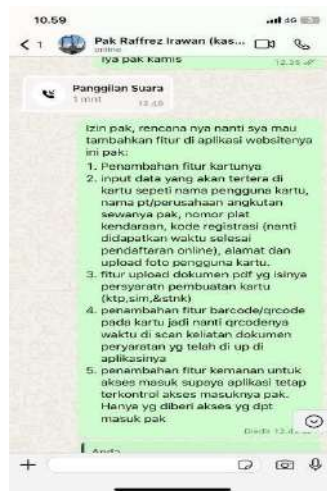 10.59
4G
1
Pak Raffrez Irawan (kas...
online
Iya pak kamis
12.35
Panggilan Suara
1 mnt
Izin pak, rencana nya nanti sya mau
tambahkan fitur di aplikasi websitenya
ini pak:
1. Penambahan fitur kartunya
2. input data yang akan tertera di
kartu sepeti nama pengguna kartu,
nama pt/perusahaan angkutan
sewanya pak, nomor plat
kendaraan, kode registrasi (nanti
didapatkan waktu selesai
pendaftaran online), alamat dan
upload foto pengguna kartu.
3. fitur upload dokumen pdf yg isinya
persyaratn pembuatan kartu
(ktp,sim,&stnk)
4. penambahan fitur barcode/qrcode
pada kartu jadi nanti qrcodenya
waktu di scan keliatan dokumen
peryaratan yg telah di up di
aplikasinya
5. penambahan fitur kemanan untuk
akses masuk supaya aplikasi tetap
terkontrol akses masuknya pak.
Hanya yg diberi akses yg dpt
masuk pak
Anda